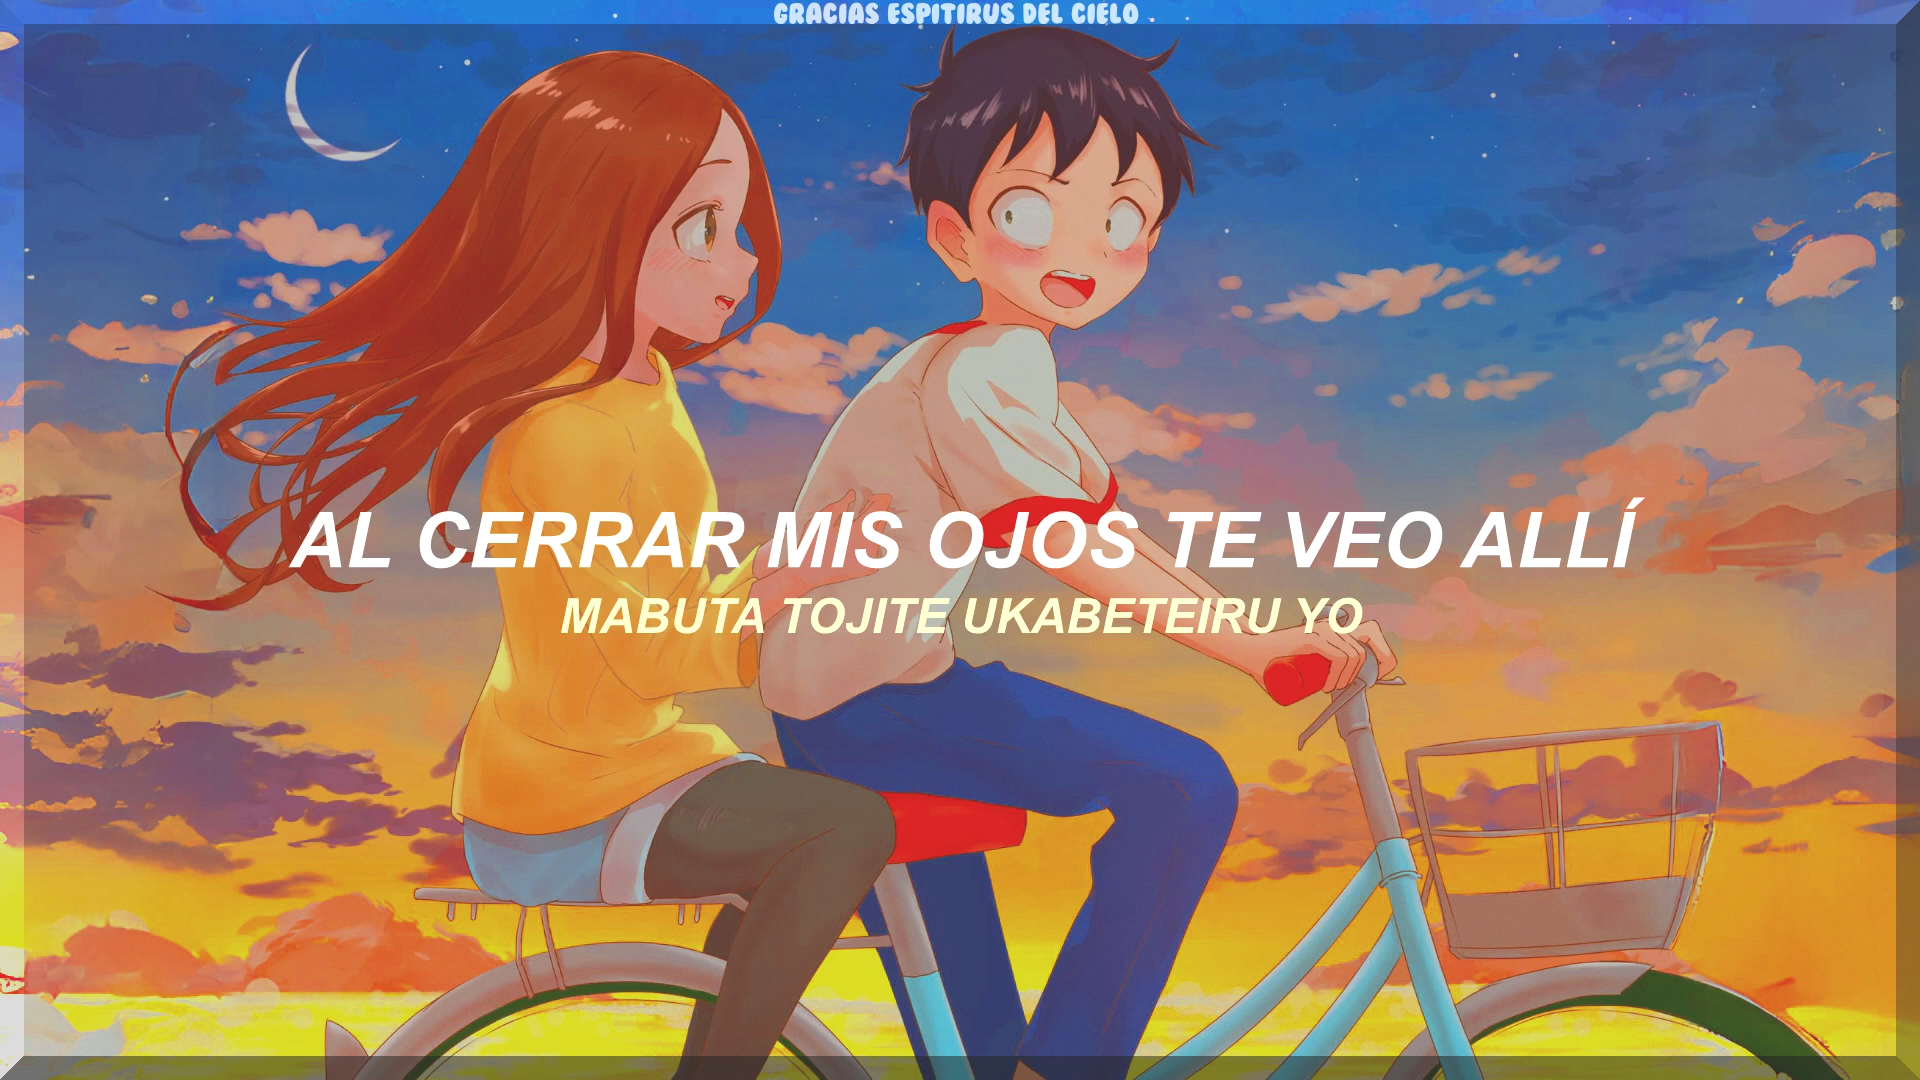 GRACIAS ESPITIRUS DEL CIELO
AL CERRAR MIS OJOS TE VEO ALLÍ
MABUTA TOJITE UKABETEIRU YO